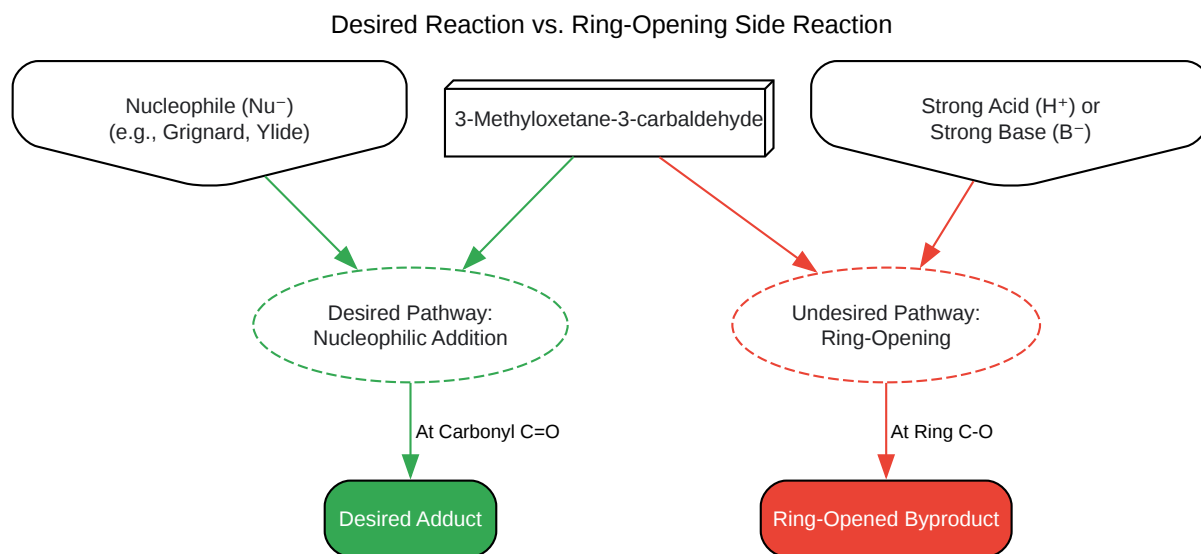 Desired Reaction vs. Ring-Opening Side Reaction
Nucleophile (Nu⁻)
(e.g., Grignard, Ylide)
3-Methyloxetane-3-carbaldehyde
Strong Acid (H⁺) or
Strong Base (B⁻)
Desired Pathway:
Nucleophilic Addition
Undesired Pathway:
Ring-Opening
At Carbonyl C=O
At Ring C-O
Desired Adduct
Ring-Opened Byproduct